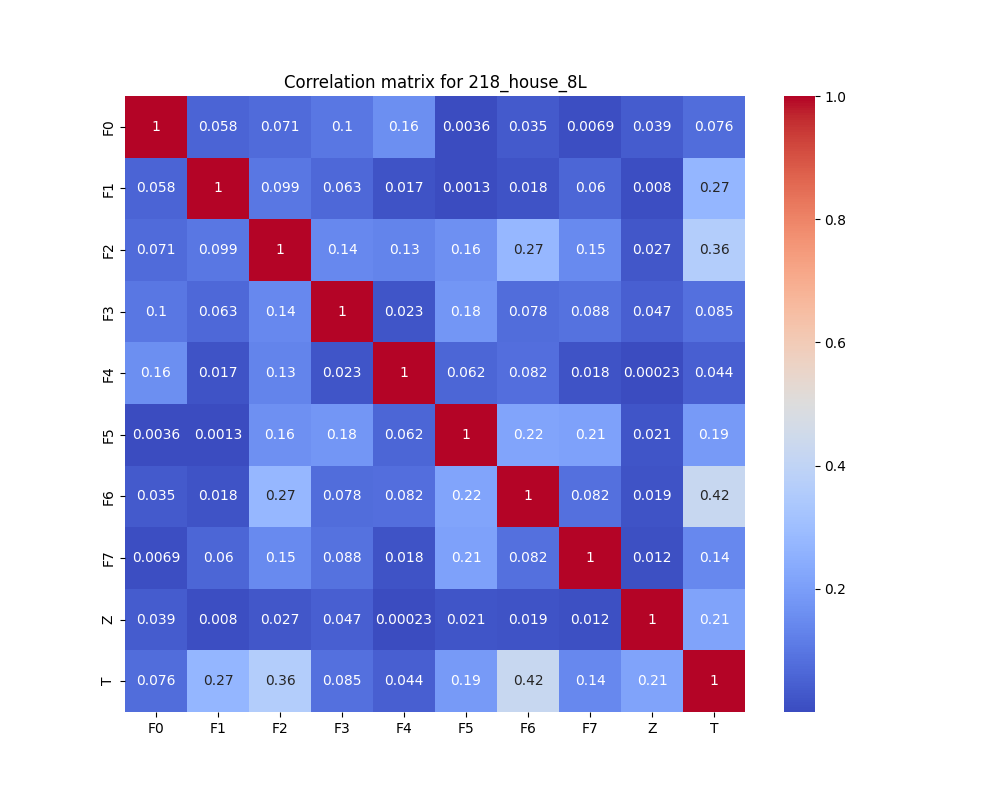 Correlation matrix for 218_house_8L
F0 1 0.058 0.071 0.1 0.16 0.0036 0.035 0.0069 0.039 0.076
F1 0.058 1 0.099 0.063 0.017 0.0013 0.018 0.06 0.008 0.27
F2 0.071 0.099 1 0.14 0.13 0.16 0.27 0.15 0.027 0.36
F3 0.1 0.063 0.14 1 0.023 0.18 0.078 0.088 0.047 0.085
F4 0.16 0.017 0.13 0.023 1 0.062 0.082 0.018 0.00023 0.044
F5 0.0036 0.0013 0.16 0.18 0.062 1 0.22 0.21 0.021 0.19
F6 0.035 0.018 0.27 0.078 0.082 0.22 1 0.082 0.019 0.42
F7 0.0069 0.06 0.15 0.088 0.018 0.21 0.082 1 0.012 0.14
Z 0.039 0.008 0.027 0.047 0.00023 0.021 0.019 0.012 1 0.21
T 0.076 0.27 0.36 0.085 0.044 0.19 0.42 0.14 0.21 1
F0 F1 F2 F3 F4 F5 F6 F7 Z T
1.0
0.8
0.6
0.4
0.2